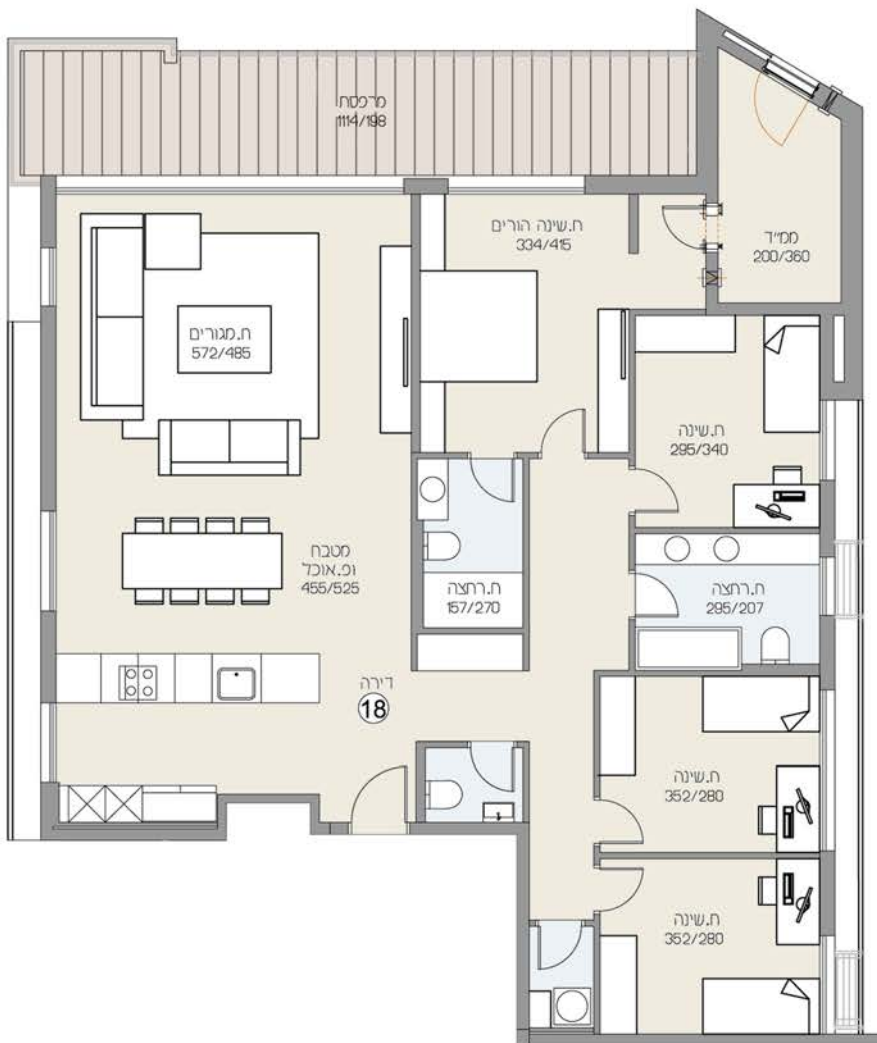 מרפסת
1114/198
ח.שינה הורים
334/415
ממ״ד
200/360
ח.מגורים
572/485
ח.שינה
295/340
מטבח
ופ.אוכל
455/525
ח.רחצה
157/270
ח.רחצה
295/207
דירה
18
ח.שינה
352/280
ח.שינה
352/280